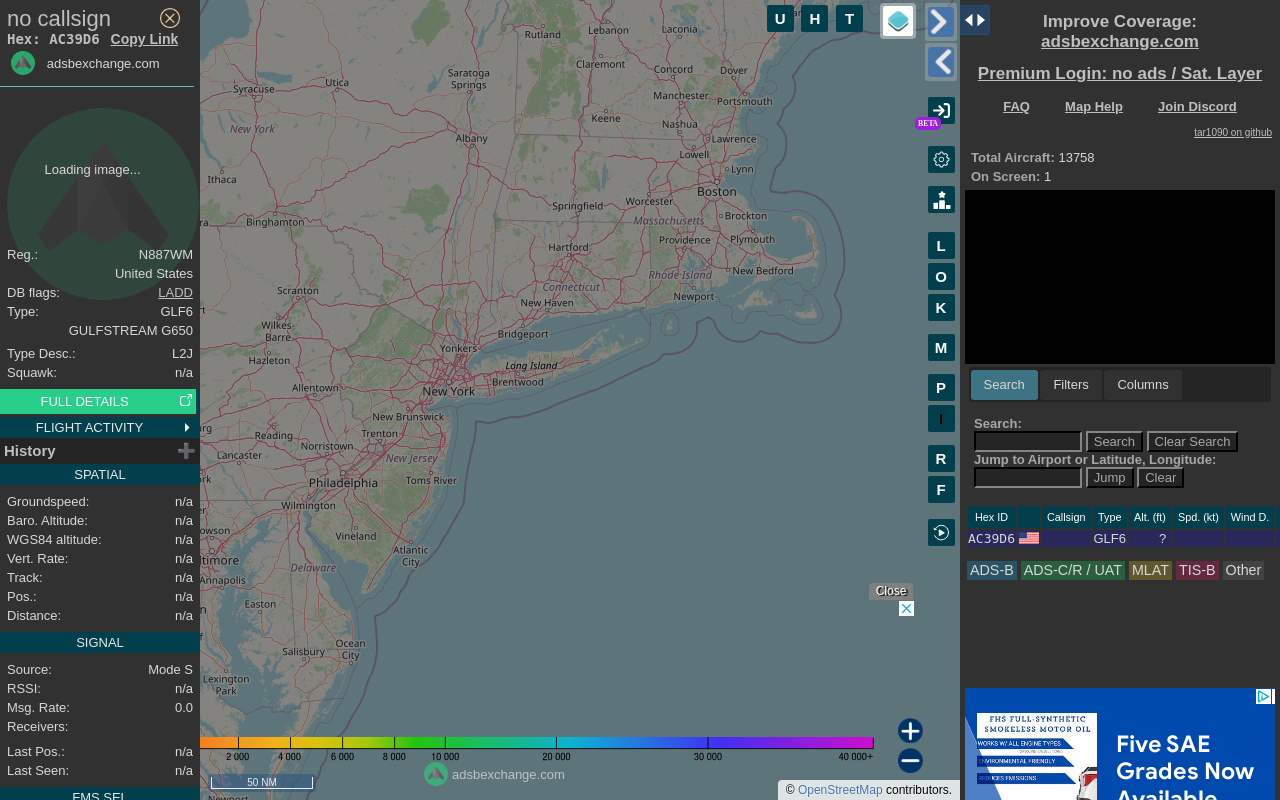 no callsign
Hex: AC39D6 Copy Link
adsbexchange.com
Loading image...
Reg.: N887WM
United States
DB flags: LADD
Type: GLF6
GULFSTREAM G650
Type Desc.: L2J
Squawk: n/a
FULL DETAILS
FLIGHT ACTIVITY
History
SPATIAL
Groundspeed: n/a
Baro. Altitude: n/a
WGS84 altitude: n/a
Vert. Rate: n/a
Track: n/a
Pos.: n/a
Distance: n/a
SIGNAL
Source: Mode S
RSSI: n/a
Msg. Rate: 0.0
Receivers:
Last Pos.: n/a
Last Seen: n/a
FMS SEL
U H T
Rutland
Lebanon
Laconia
Claremont
Concord
Dover
Saratoga
Springs
Utica
Syracuse
Manchester
Portsmouth
Keene
Nashua
New York
Albany
Lawrence
Lowell
Lynn
Ithaca
Boston
Worcester
Springfield
Massachusetts
Brockton
Binghamton
Providence
Plymouth
Hartford
New Bedford
Rhode Island
Connecticut
Newport
Scranton
New Haven
Wilkes-
Barre
Bridgeport
Yonkers
Hazleton
Long Island
Brentwood
Allentown
New York
New Brunswick
Reading
Trenton
Norristown
Lancaster
New Jersey
Philadelphia
Toms River
Wilmington
Vineland
Atlantic
City
Delaware
Annapolis
Easton
Ocean
City
Salisbury
Lexington
Park
Newport
BETA
L
O
K
M
P
I
R
F
Close
2 000 4 000 6 000 8 000 10 000 20 000 30 000 40 000+
adsbexchange.com
50 NM
© OpenStreetMap contributors.
Improve Coverage:
adsbexchange.com
Premium Login: no ads / Sat. Layer
FAQ Map Help Join Discord
tar1090 on github
Total Aircraft: 13758
On Screen: 1
Search Filters Columns
Search:
Search Clear Search
Jump to Airport or Latitude, Longitude:
Jump Clear
Hex ID Callsign Type Alt. (ft) Spd. (kt) Wind D.
AC39D6 GLF6 ?
ADS-B ADS-C/R / UAT MLAT TIS-B Other
FHS FULL-SYNTHETIC
SMOKELESS MOTOR OIL
WORKS W/ ALL ENGINE TYPES
ENVIRONMENTAL FRIENDLY
REDUCES EMISSIONS
Five SAE
Grades Now
Available